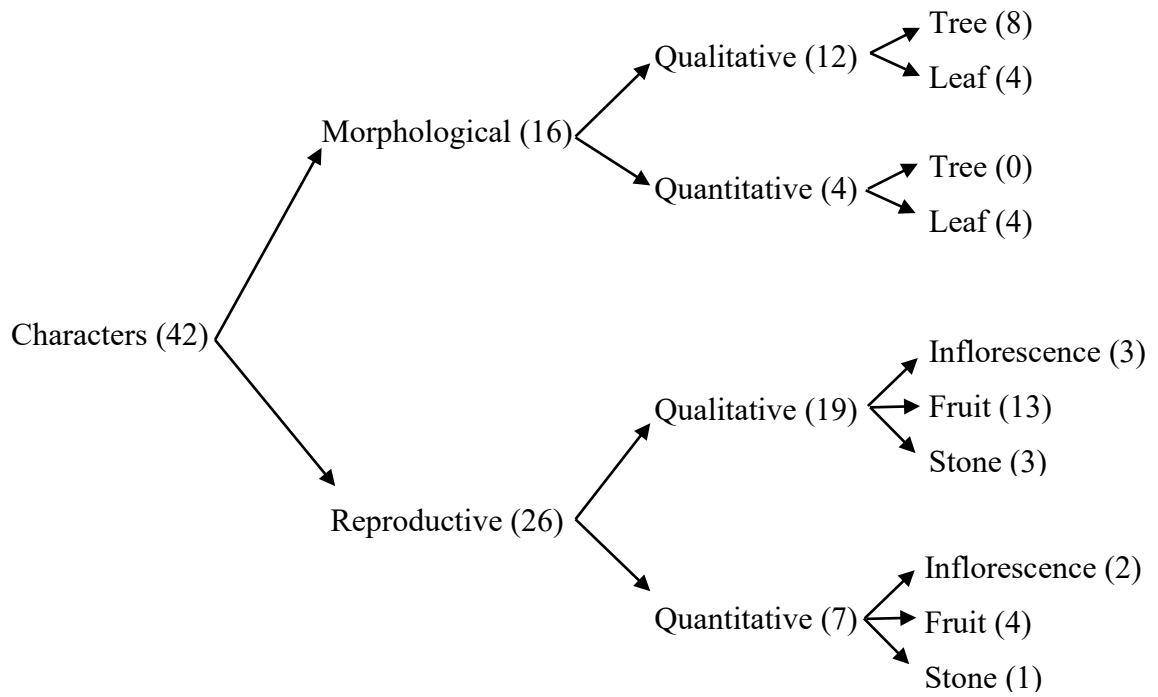 Tree (8)
Qualitative (12)
Leaf (4)
Morphological (16)
Tree (0)
Quantitative (4)
Leaf (4)
Characters (42)
Inflorescence (3)
Qualitative (19)
Fruit (13)
Stone (3)
Reproductive (26)
Inflorescence (2)
Quantitative (7)
Fruit (4)
Stone (1)